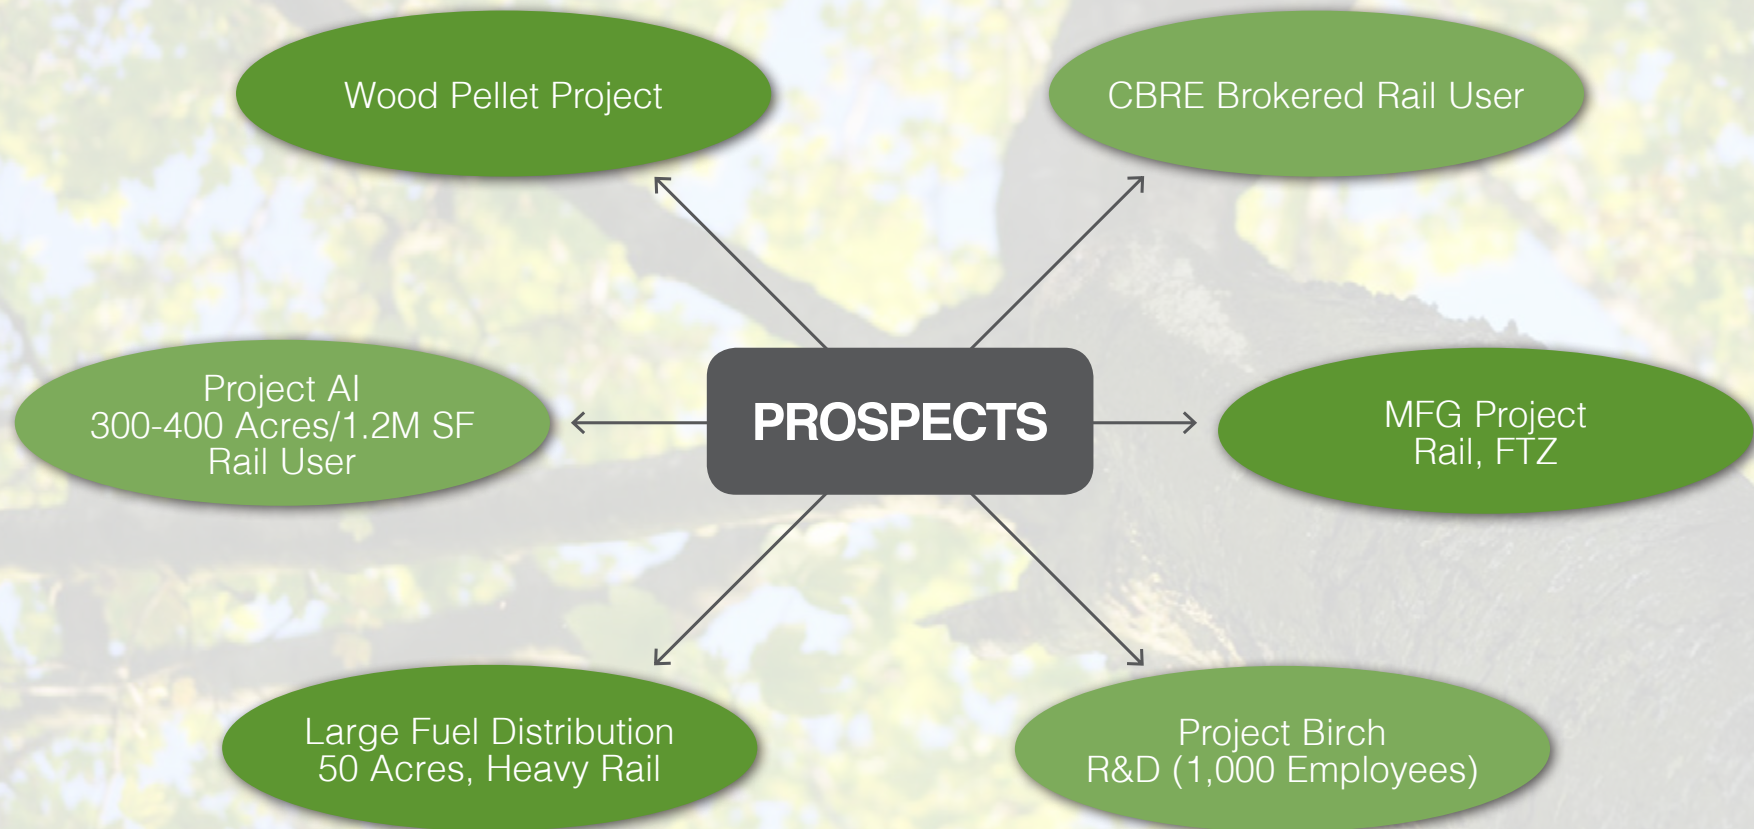 Wood Pellet Project
CBRE Brokered Rail User
Project AI
300-400 Acres/1.2M SF
Rail User
PROSPECTS
MFG Project
Rail, FTZ
Large Fuel Distribution
50 Acres, Heavy Rail
Project Birch
R&D (1,000 Employees)